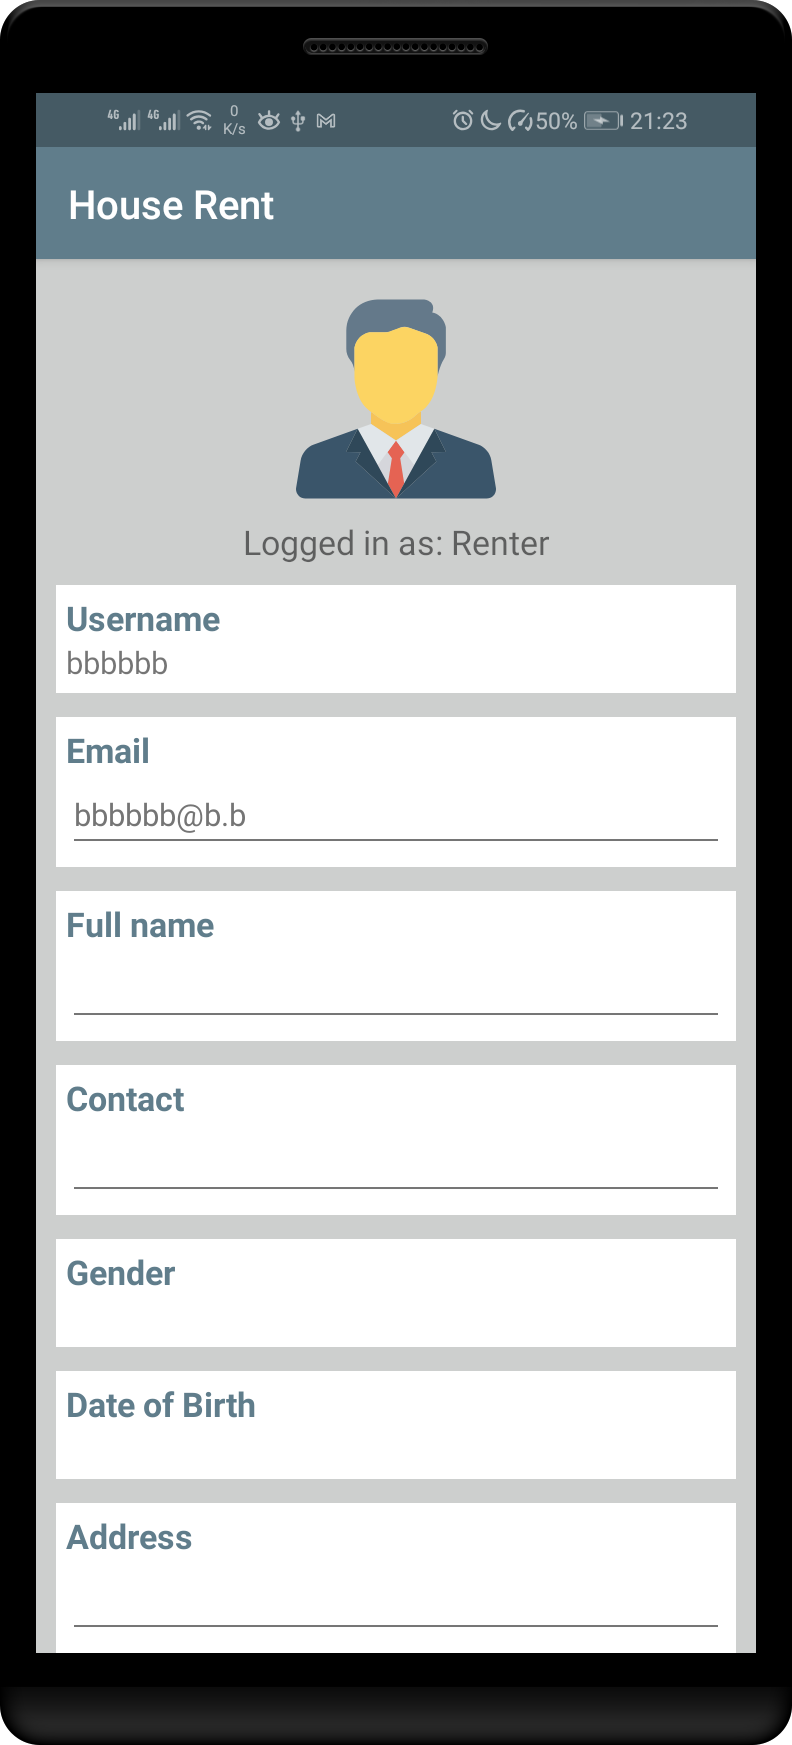 4G 4G 0 K/s 50% 21:23
House Rent
Logged in as: Renter
Username
bbbbbb
Email
bbbbbb@b.b
Full name
Contact
Gender
Date of Birth
Address